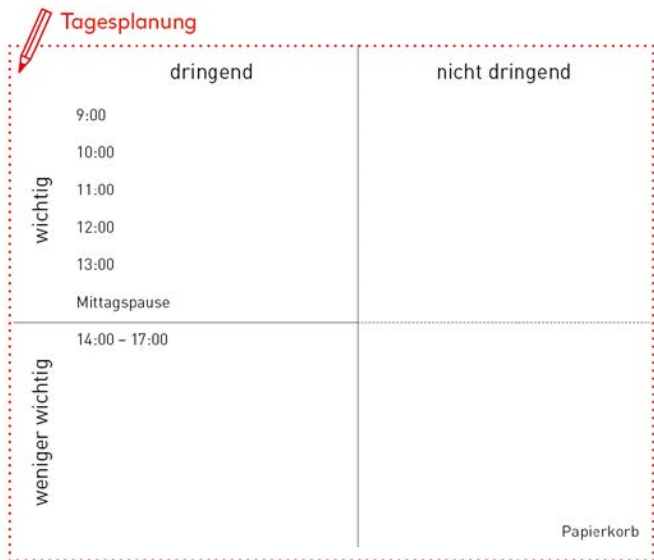 Tagesplanung
dringend
nicht dringend
wichtig
9:00
10:00
11:00
12:00
13:00
Mittagspause
weniger wichtig
14:00 – 17:00
Papierkorb